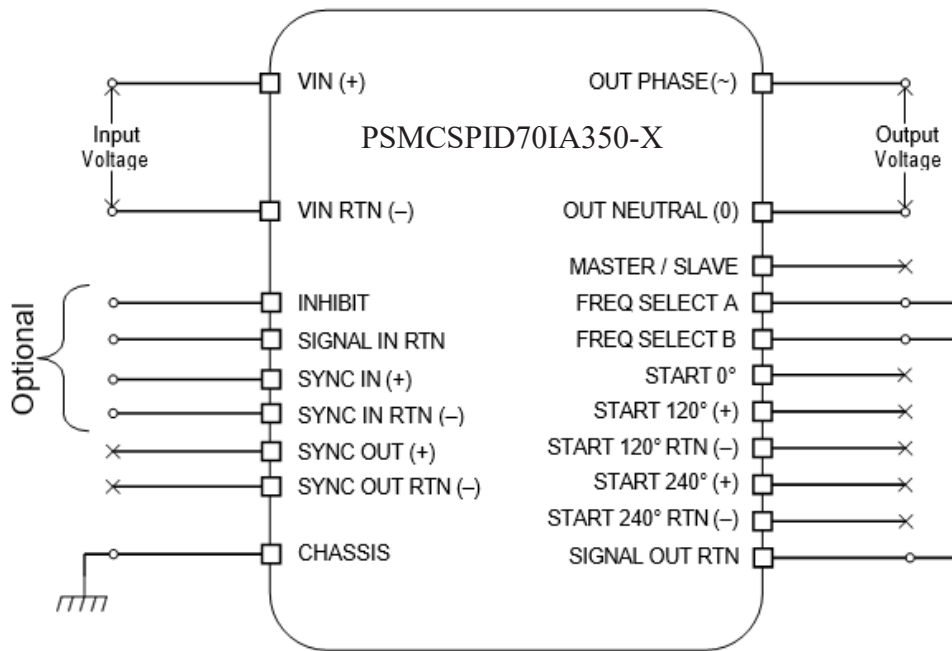 VIN (+)
OUT PHASE (~)
PSMCSPID70IA350-X
Input
Voltage
Output
Voltage
VIN RTN (–)
OUT NEUTRAL (0)
MASTER / SLAVE
Optional
INHIBIT
FREQ SELECT A
SIGNAL IN RTN
FREQ SELECT B
SYNC IN (+)
START 0°
SYNC IN RTN (–)
START 120° (+)
SYNC OUT (+)
START 120° RTN (–)
SYNC OUT RTN (–)
START 240° (+)
START 240° RTN (–)
CHASSIS
SIGNAL OUT RTN